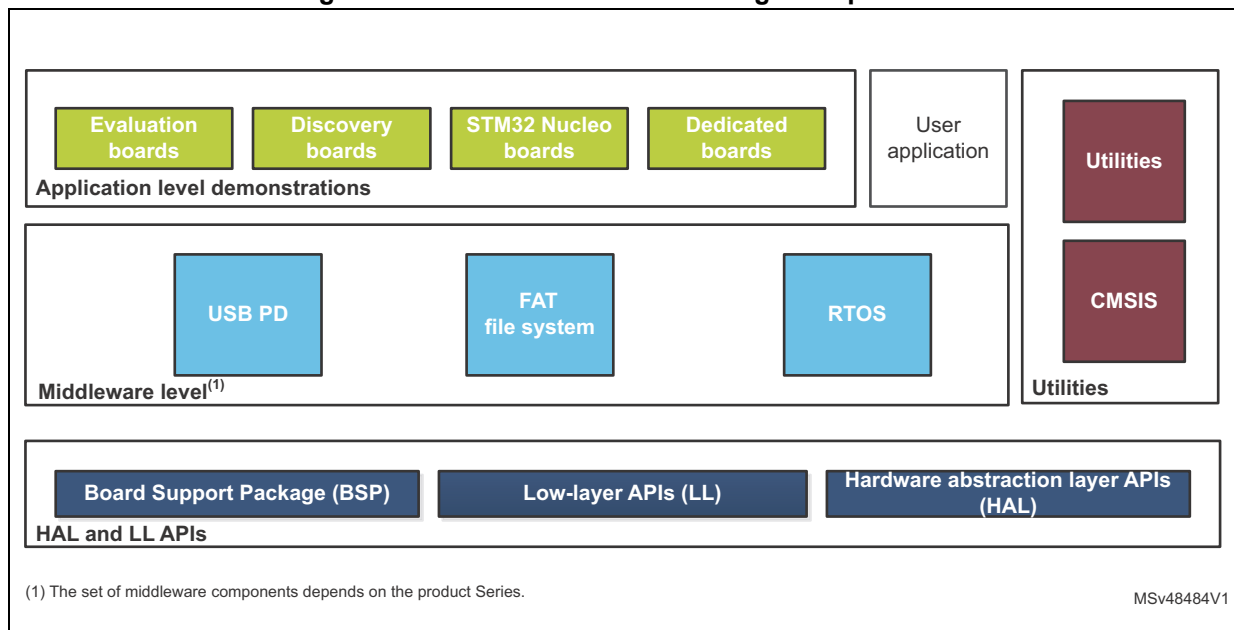 Evaluation
boards
Discovery
boards
STM32 Nucleo
boards
Dedicated
boards
Application level demonstrations
User
application
Utilities
CMSIS
Utilities
USB PD
FAT
file system
RTOS
Middleware level(1)
Board Support Package (BSP)
Low-layer APIs (LL)
Hardware abstraction layer APIs
(HAL)
HAL and LL APIs
(1) The set of middleware components depends on the product Series.
MSv48484V1